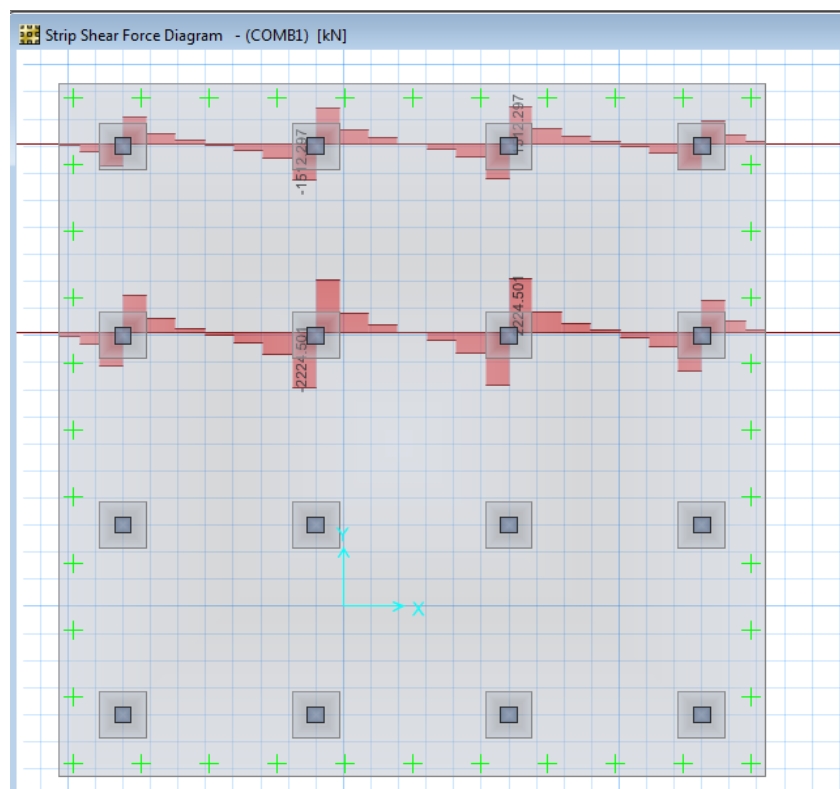 Strip Shear Force Diagram - (COMB1) [kN]
-1512.297
1512.297
-2224.501
2224.501
Y
X